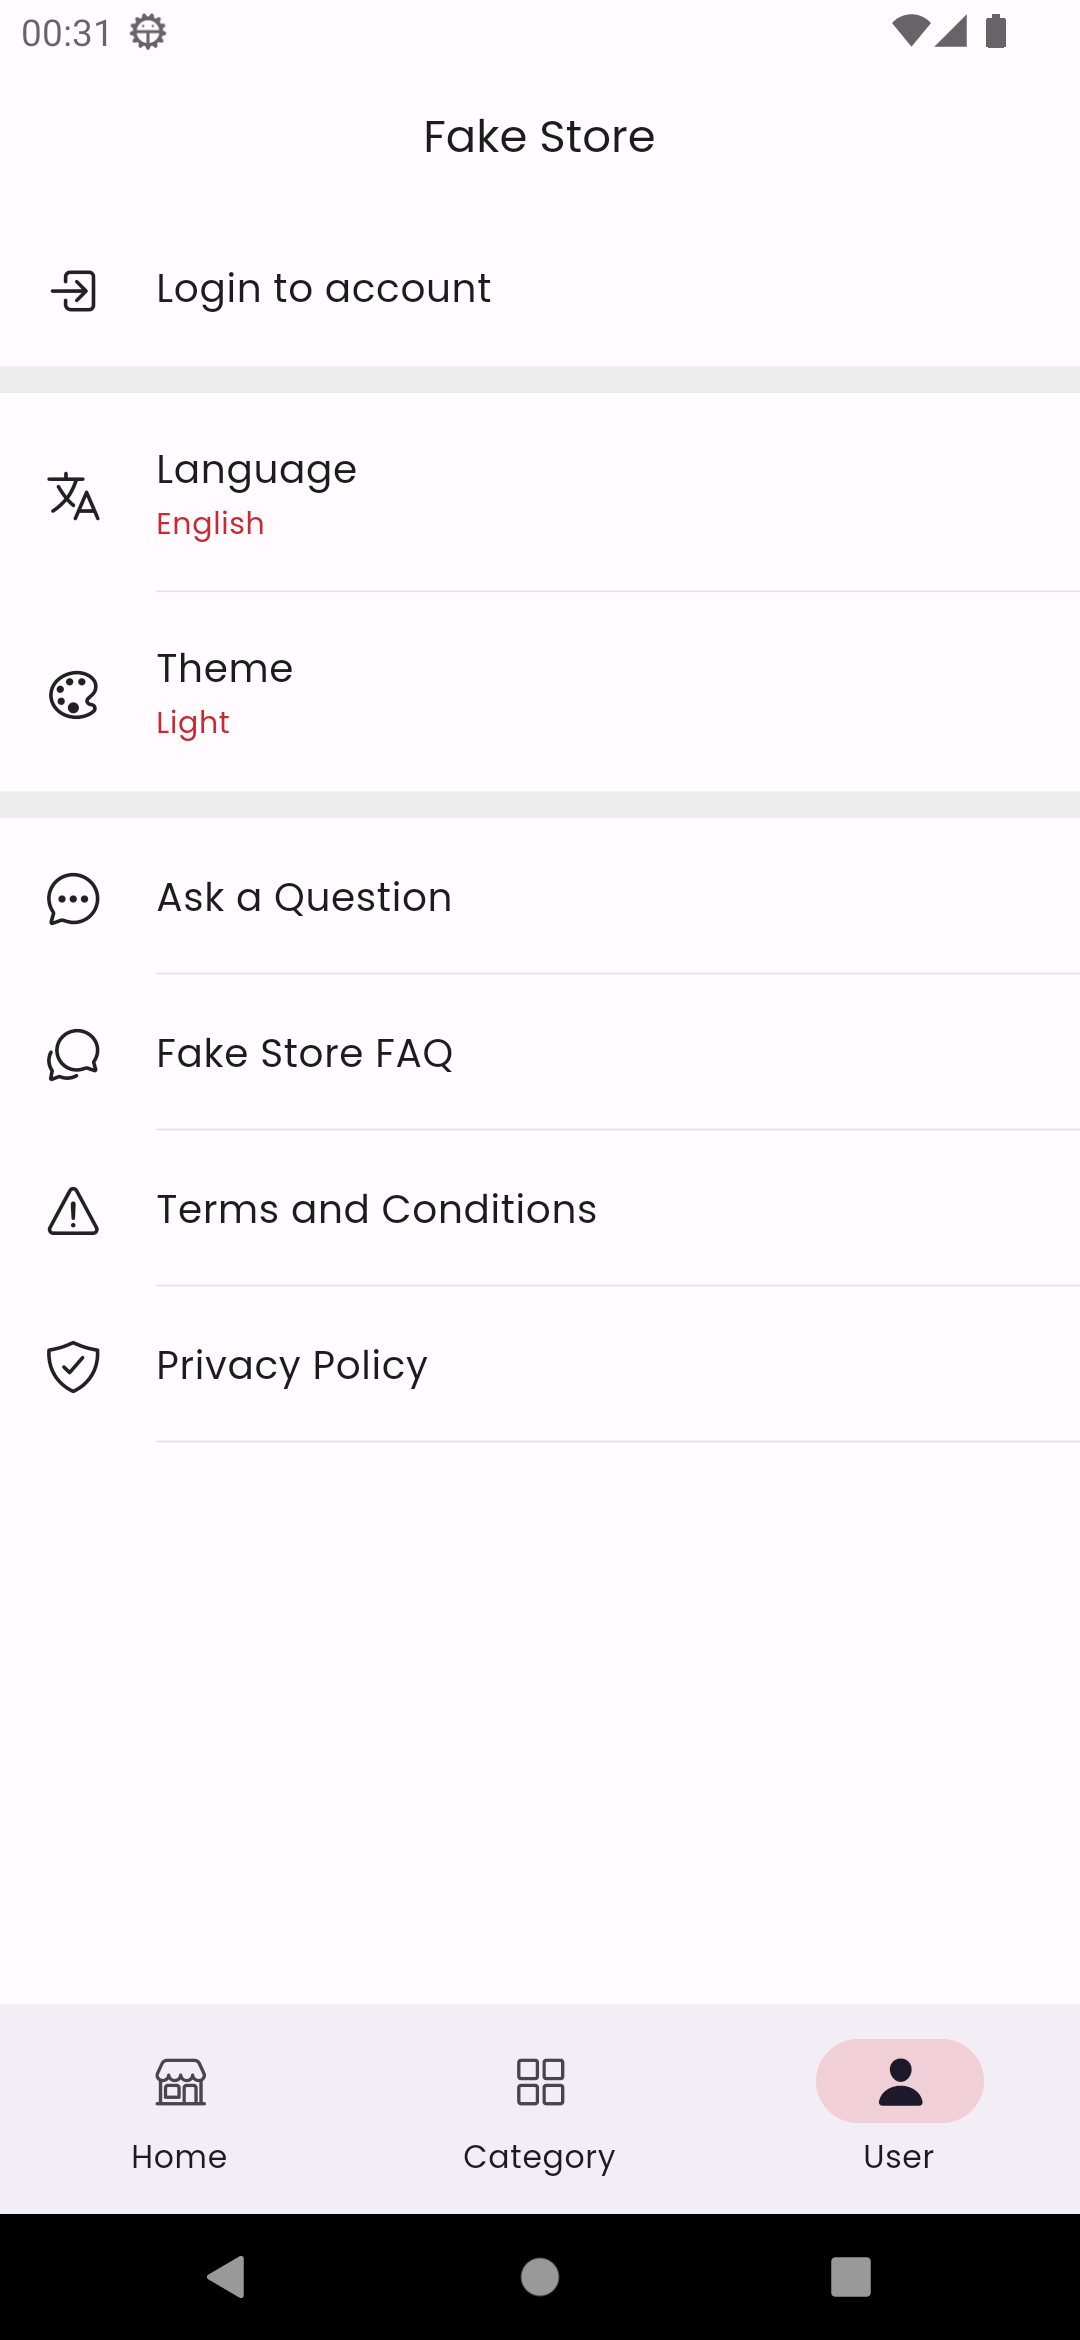 00:31
Fake Store
Login to account
Language
English
Theme
Light
Ask a Question
Fake Store FAQ
Terms and Conditions
Privacy Policy
Home
Category
User